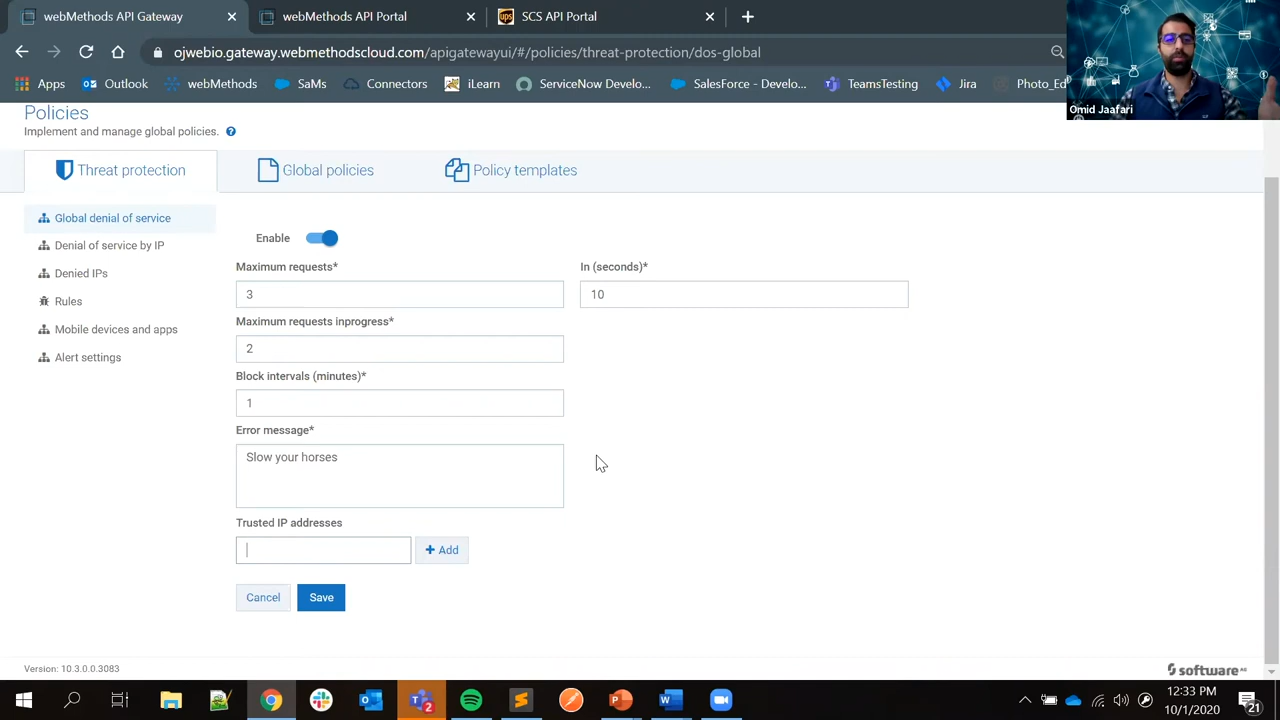 webMethods API Gateway
webMethods API Portal
ups
SCS API Portal
ojwebio.gateway.webmethodscloud.com/apigatewayui/#/policies/threat-protection/dos-global
Apps
Outlook
webMethods
SaMs
Connectors
iLearn
ServiceNow Develo...
SalesForce - Develo...
TeamsTesting
Jira
Photo_Ed
Omid Jaafari
Policies
Implement and manage global policies. ?
Threat protection
Global policies
Policy templates
Global denial of service
Denial of service by IP
Denied IPs
Rules
Mobile devices and apps
Alert settings
Enable
Maximum requests*
In (seconds)*
3
10
Maximum requests inprogress*
2
Block intervals (minutes)*
1
Error message*
Slow your horses
Trusted IP addresses
+ Add
Cancel
Save
Version: 10.3.0.0.3083
software AG
2
12:33 PM
10/1/2020
21